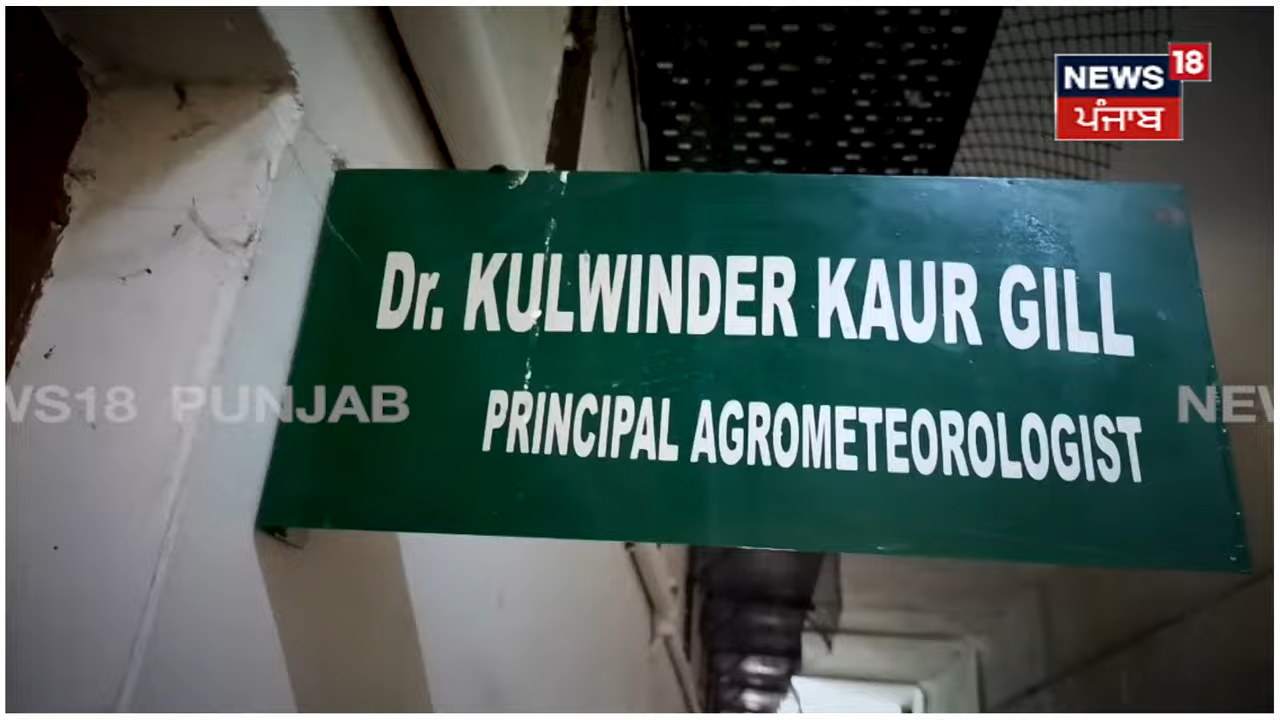 NEWS 18
ਪੰਜਾਬ
Dr. KULWINDER KAUR GILL
WS18 PUNJAB
NEW
PRINCIPAL AGROMETEOROLOGIST